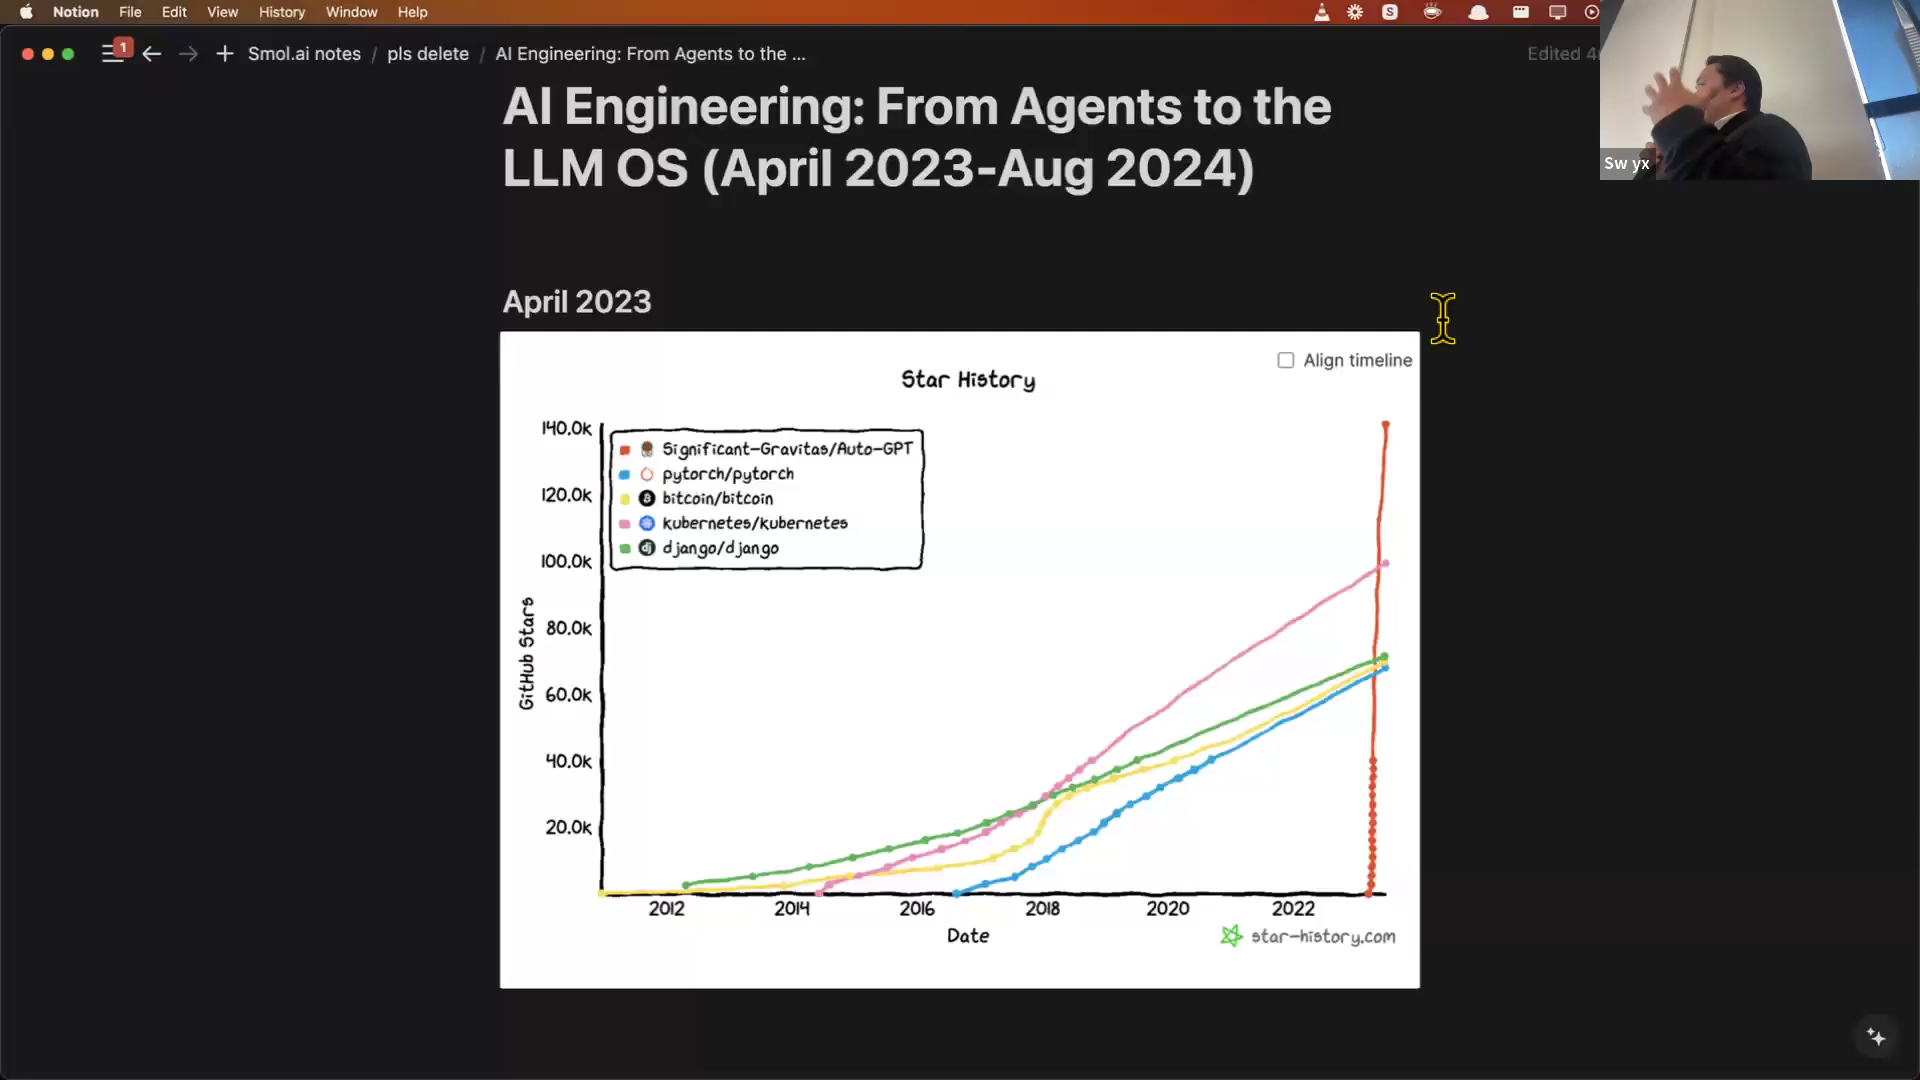 Notion File Edit View History Window Help
1
Smol.ai notes / pls delete / AI Engineering: From Agents to the ...
Edited
AI Engineering: From Agents to the
LLM OS (April 2023-Aug 2024)
Sw yx
April 2023
Align timeline
Star History
140.0k
120.0k
100.0k
80.0k
60.0k
40.0k
20.0k
GitHub Stars
Significant-Gravitas/Auto-GPT
pytorch/pytorch
bitcoin/bitcoin
kubernetes/kubernetes
django/django
2012 2014 2016 2018 2020 2022
Date
star-history.com